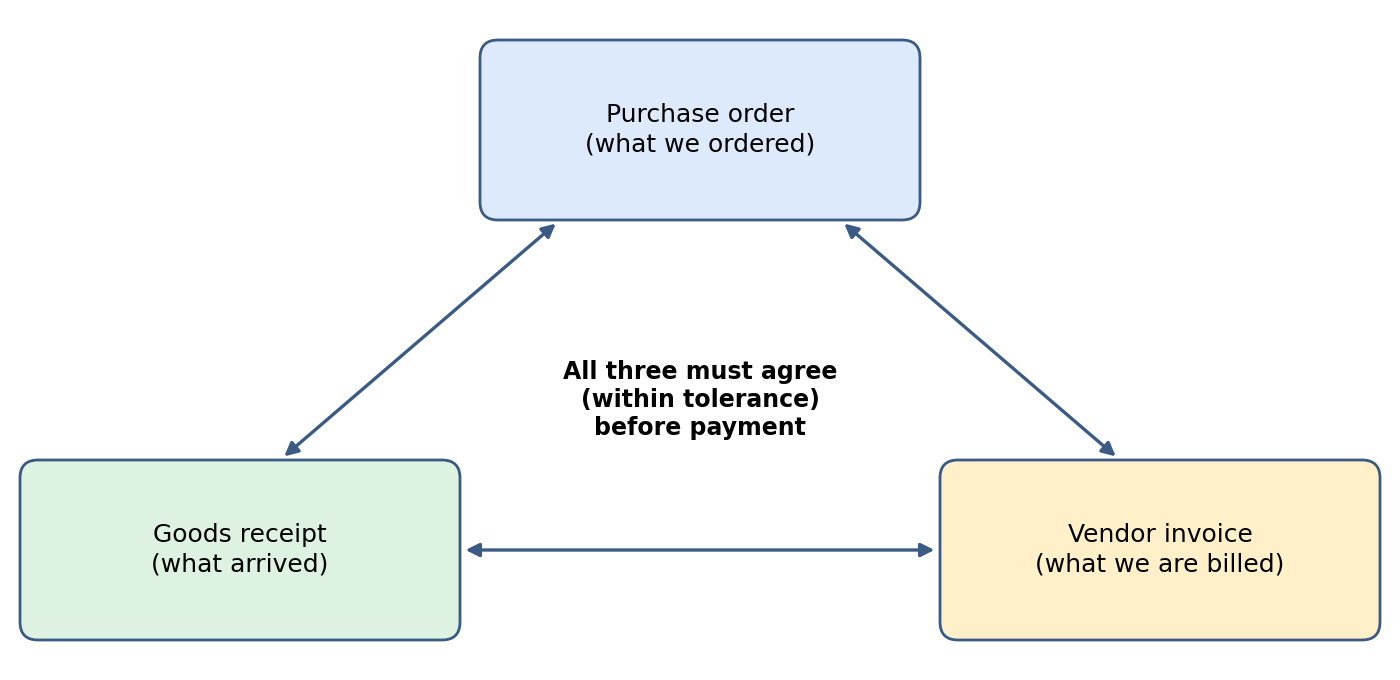 Purchase order
(what we ordered)
All three must agree
(within tolerance)
before payment
Goods receipt
(what arrived)
Vendor invoice
(what we are billed)